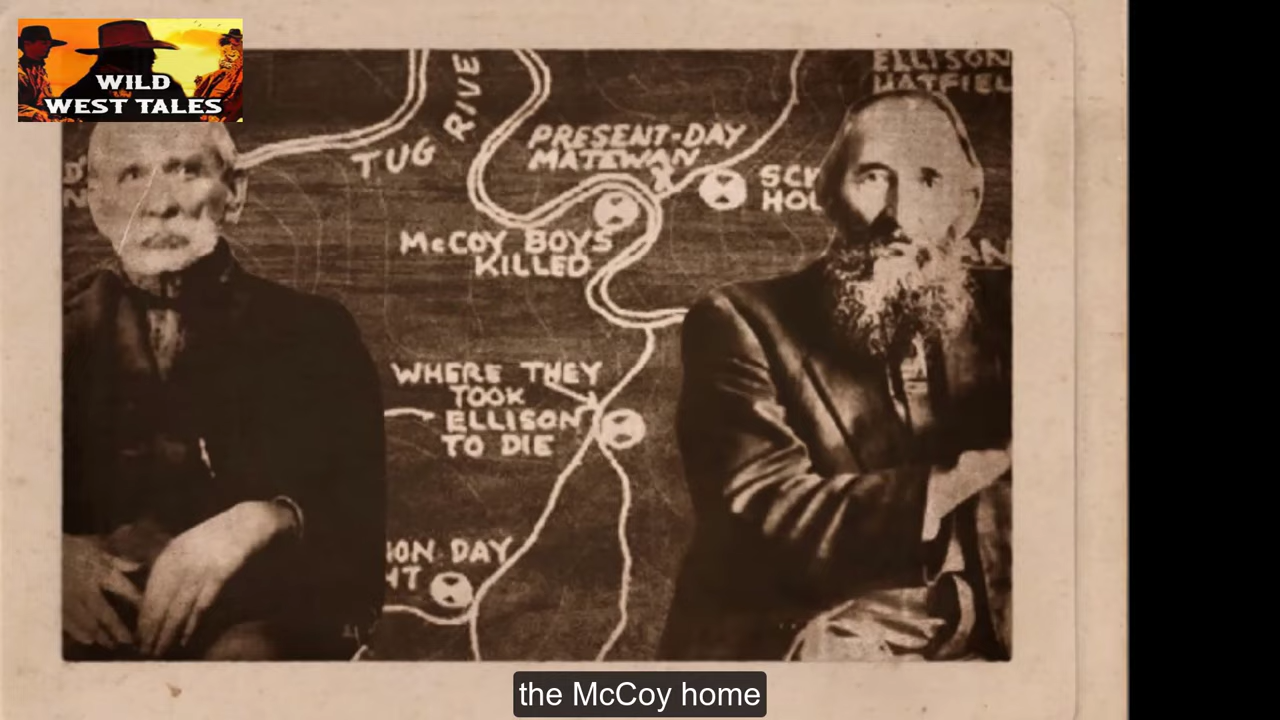 WILD
WEST TALES
ELLISON
TUG RIVE
PRESENT-DAY
MATEWAN
McCOY BOYS
KILLED
WHERE THEY
TOOK
ELLISON
TO DIE
DAY
the McCoy home